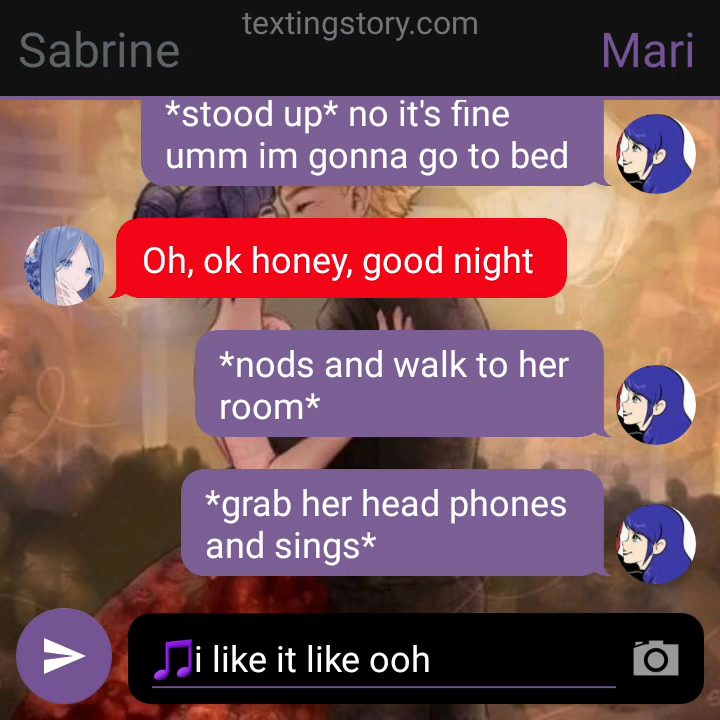 textingstory.com
Sabrine
Mari
*stood up* no it's fine
umm im gonna go to bed
Oh, ok honey, good night
*nods and walk to her
room*
*grab her head phones
and sings*
🎵i like it like ooh